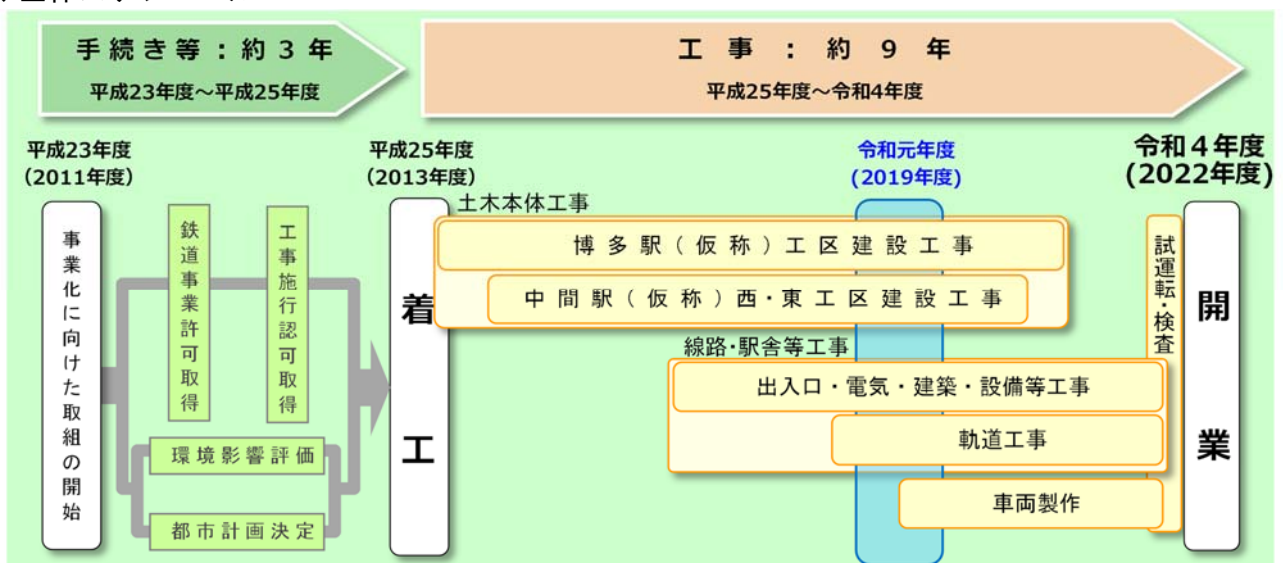 手続き等：約３年
平成23年度～平成25年度
工事：約９年
平成25年度～令和4年度
平成23年度
（2011年度）
平成25年度
（2013年度）
令和元年度
(2019年度)
令和４年度
(2022年度)
事業化に向けた取組の開始
鉄道事業許可取得
工事施行認可取得
環境影響評価
都市計画決定
着工
土木本体工事
博多駅（仮称）工区建設工事
中間駅（仮称）西・東工区建設工事
線路・駅舎等工事
出入口・電気・建築・設備等工事
軌道工事
車両製作
試運転・検査
開業